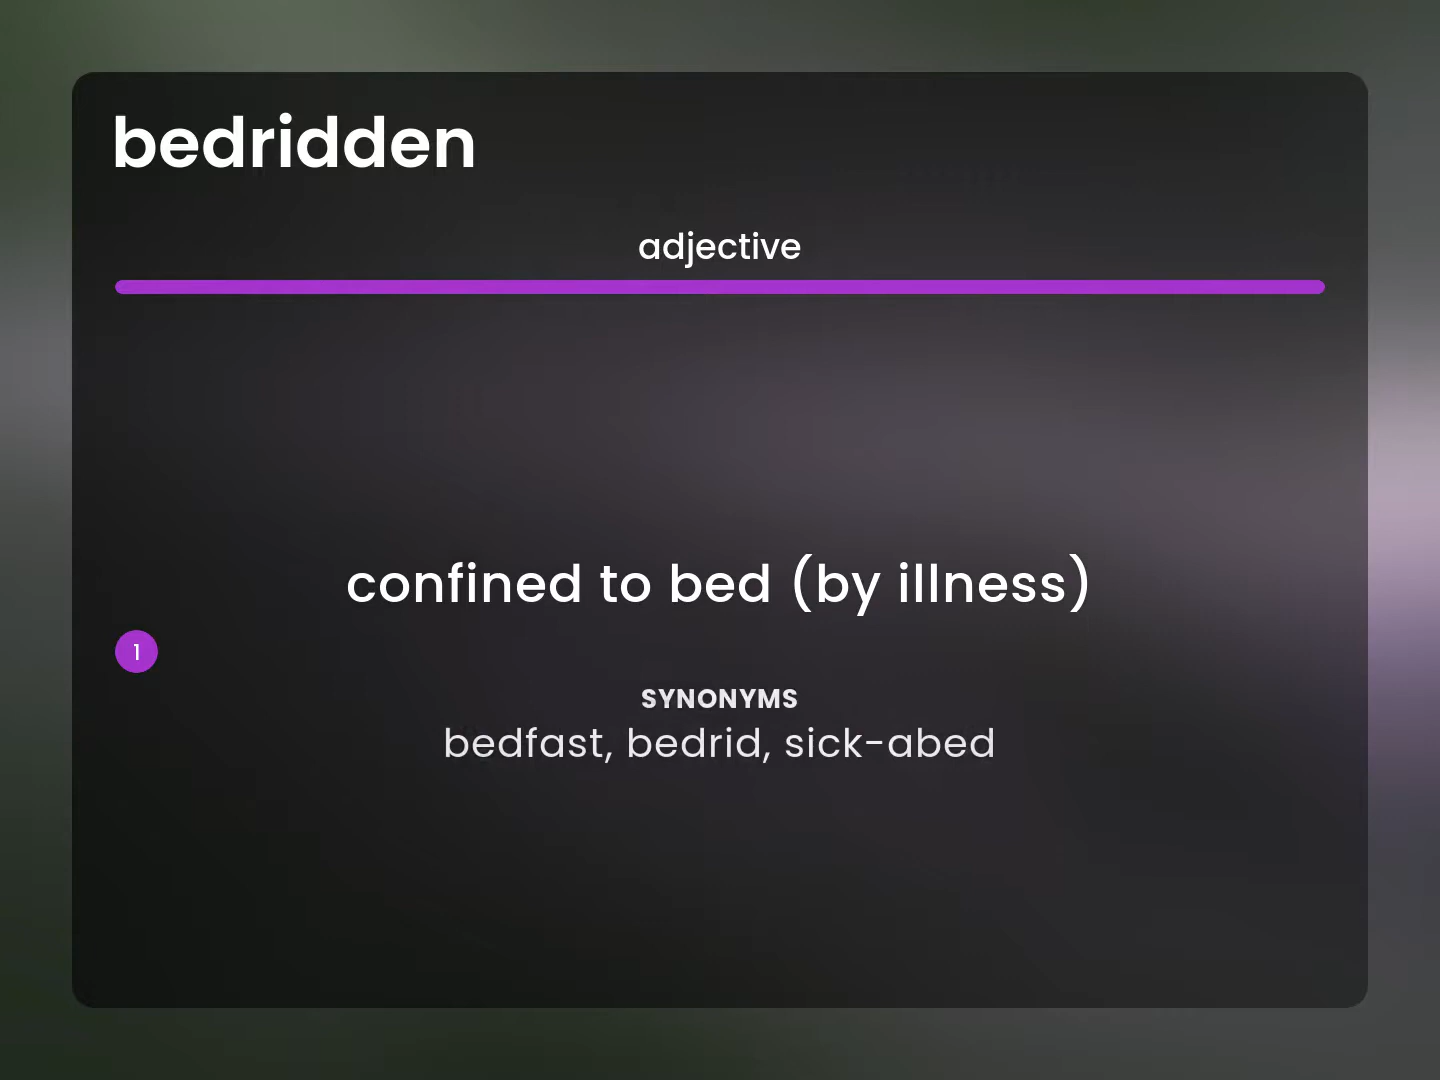 bedridden
adjective
confined to bed (by illness)
1
SYNONYMS
bedfast, bedrid, sick-abed